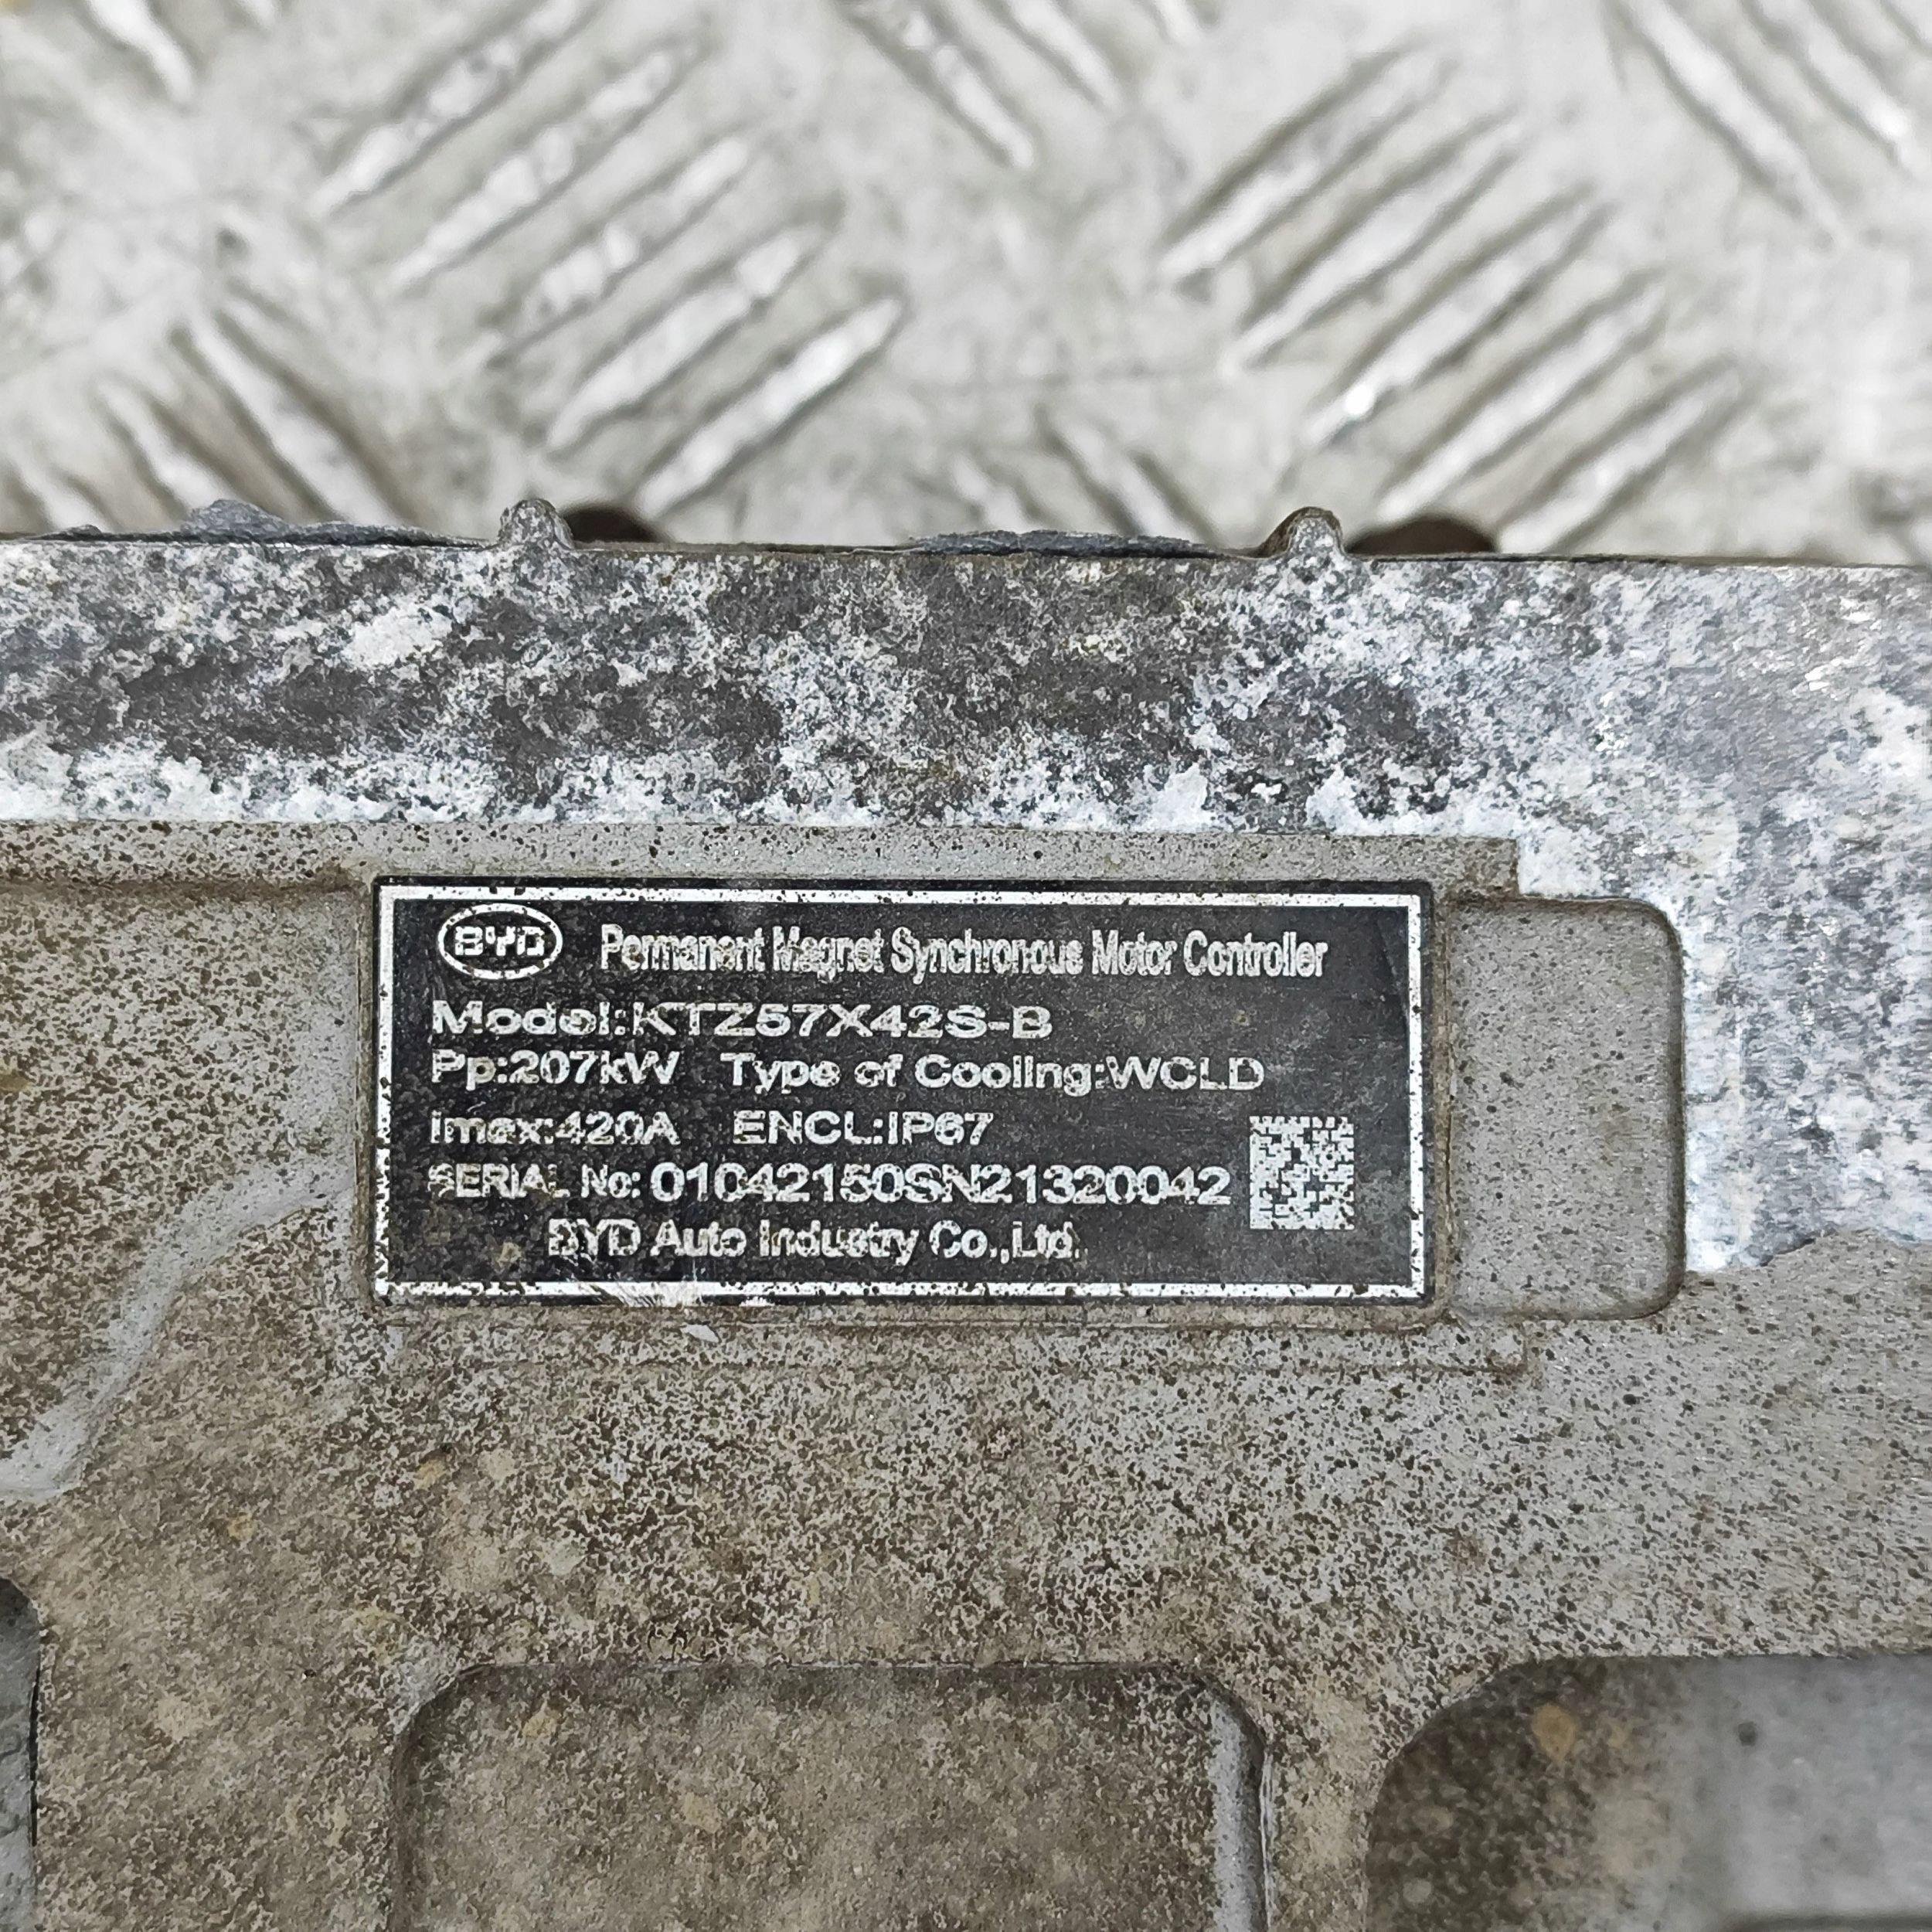 BYD Permanent Magnet Synchronous Motor Controller
Model:KTZ57X42S-B
Pp:207kW Type of Cooling:WCLD
Imax:420A ENCL:IP67
SERIAL No: 01042150SN21320042
BYD Auto Industry Co.,Ltd.